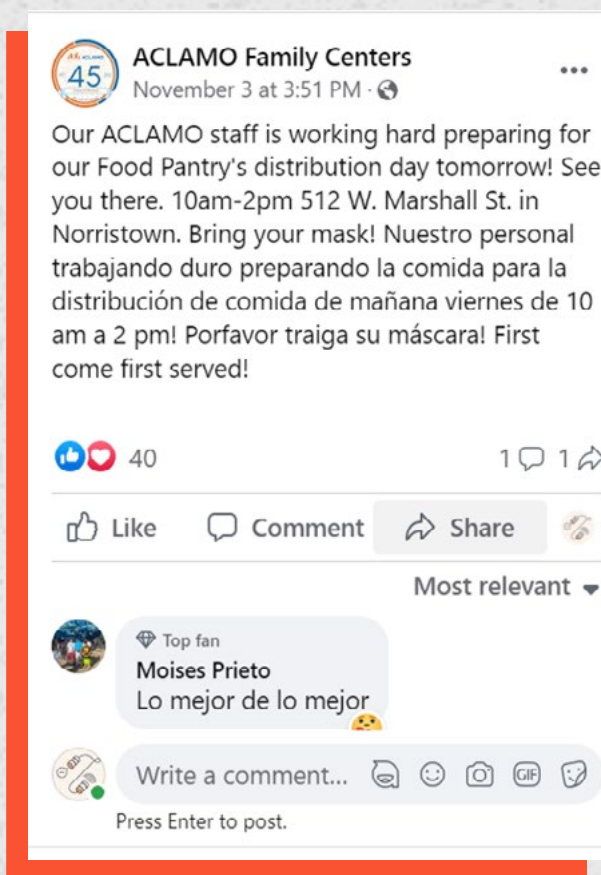 ACLAMO
45
ACLAMO Family Centers
November 3 at 3:51 PM ·
Our ACLAMO staff is working hard preparing for
our Food Pantry's distribution day tomorrow! See
you there. 10am-2pm 512 W. Marshall St. in
Norristown. Bring your mask! Nuestro personal
trabajando duro preparando la comida para la
distribución de comida de mañana viernes de 10
am a 2 pm! Porfavor traiga su máscara! First
come first served!
40 1 1
Like Comment Share
Most relevant
Top fan
Moises Prieto
Lo mejor de lo mejor
Write a comment... GIF
Press Enter to post.